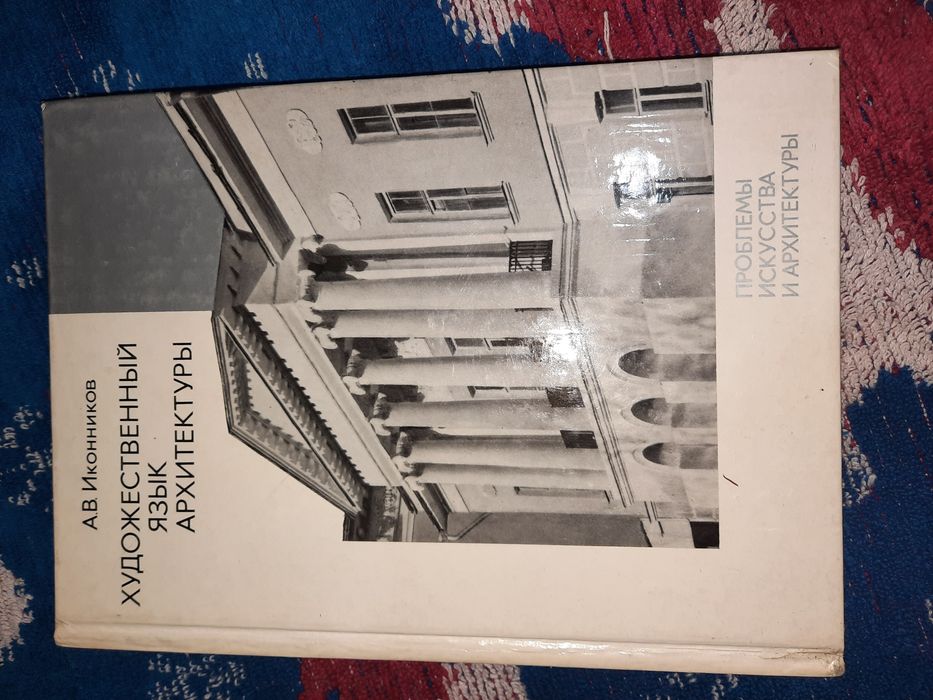 А.В. Иконников
ХУДОЖЕСТВЕННЫЙ
ЯЗЫК
АРХИТЕКТУРЫ
ПРОБЛЕМЫ
ИСКУССТВА
И АРХИТЕКТУРЫ